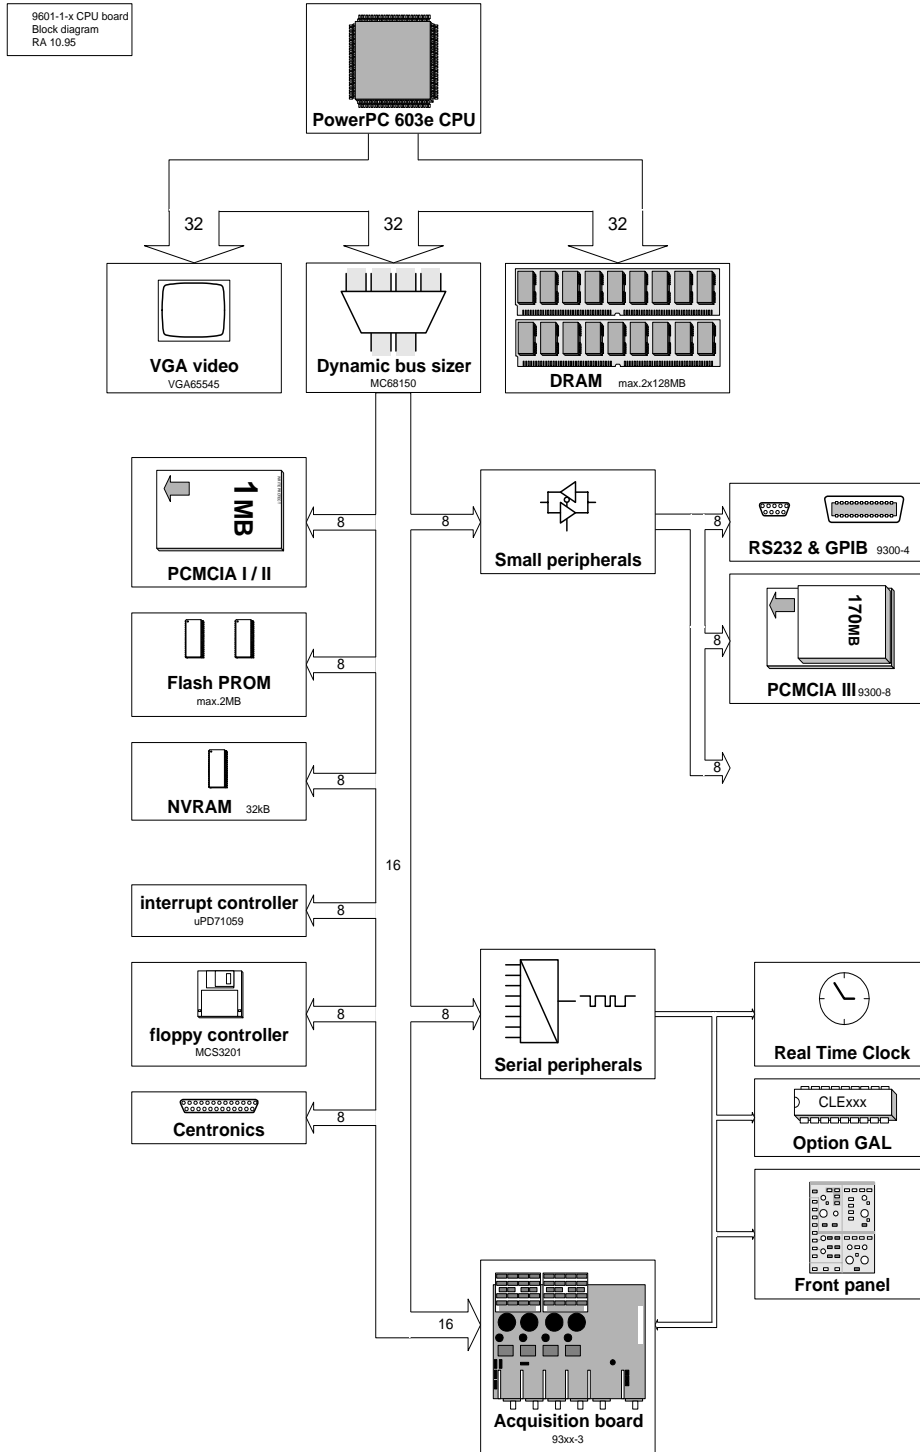 9601-1-x CPU board
Block diagram
RA 10.95
PowerPC 603e CPU
32
32
32
VGA video
VGA65545
Dynamic bus sizer
MC68150
DRAM max.2x128MB
1 MB
PCMCIA I / II
8
8
Small peripherals
8
RS232 & GPIB 9300-4
170MB
PCMCIA III 9300-8
8
8
Flash PROM
max.2MB
8
NVRAM 32kB
8
16
interrupt controller
uPD71059
8
floppy controller
MCS3201
8
8
Serial peripherals
Real Time Clock
Centronics
8
CLExxx
Option GAL
Front panel
16
Acquisition board
93xx-3